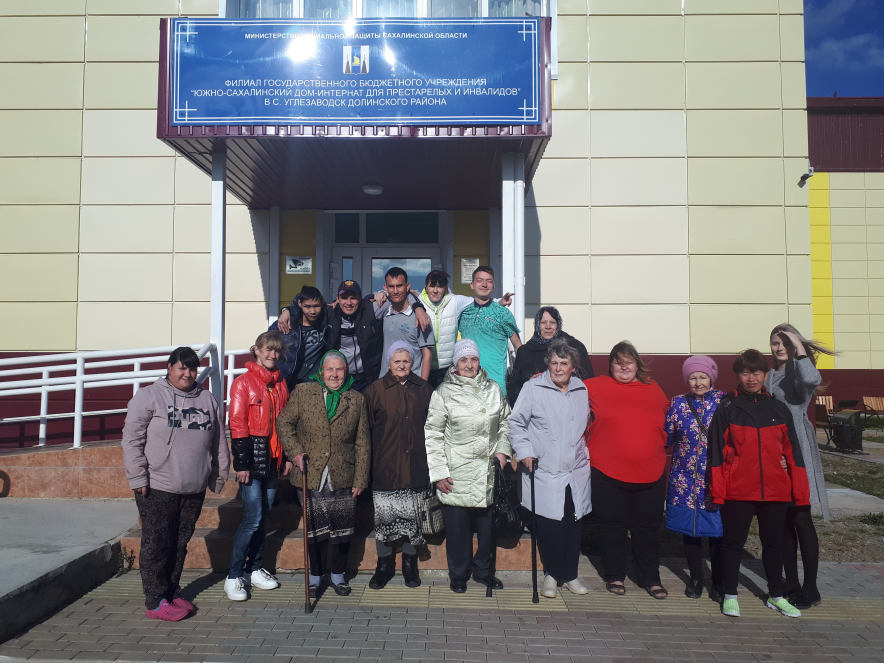 МИНИСТЕРСТВО СОЦИАЛЬНОЙ ЗАЩИТЫ САХАЛИНСКОЙ ОБЛАСТИ
ФИЛИАЛ ГОСУДАРСТВЕННОГО БЮДЖЕТНОГО УЧРЕЖДЕНИЯ
"ЮЖНО-САХАЛИНСКИЙ ДОМ-ИНТЕРНАТ ДЛЯ ПРЕСТАРЕЛЫХ И ИНВАЛИДОВ"
В С. УГЛЕЗАВОДСК ДОЛИНСКОГО РАЙОНА